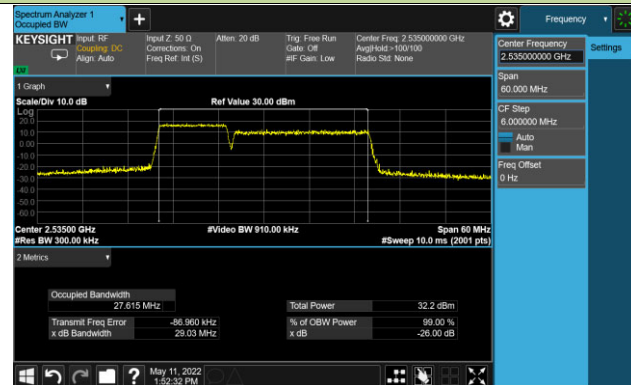 Spectrum Analyzer 1
Occupied BW
Frequency
KEYSIGHT
Input: RF
Coupling: DC
Align: Auto
Input Z: 50 Ω
Corrections: On
Freq Ref: Int (S)
Atten: 20 dB
Trig: Free Run
Gate: Off
#IF Gain: Low
Center Freq: 2.535000000 GHz
Avg|Hold:>100/100
Radio Std: None
LXI
Center Frequency
2.535000000 GHz
Settings
Span
60.000 MHz
CF Step
6.000000 MHz
Auto
Man
Freq Offset
0 Hz
1 Graph
Scale/Div 10.0 dB
Ref Value 30.00 dBm
Log
20.0
10.0
0.00
-10.0
-20.0
-30.0
-40.0
-50.0
-60.0
Center 2.53500 GHz
#Video BW 910.00 kHz
Span 60 MHz
#Res BW 300.00 kHz
#Sweep 10.0 ms (2001 pts)
2 Metrics
Occupied Bandwidth
27.615 MHz
Total Power
32.2 dBm
Transmit Freq Error
-86.960 kHz
% of OBW Power
99.00 %
x dB Bandwidth
29.03 MHz
x dB
-26.00 dB
May 11, 2022
1:52:32 PM